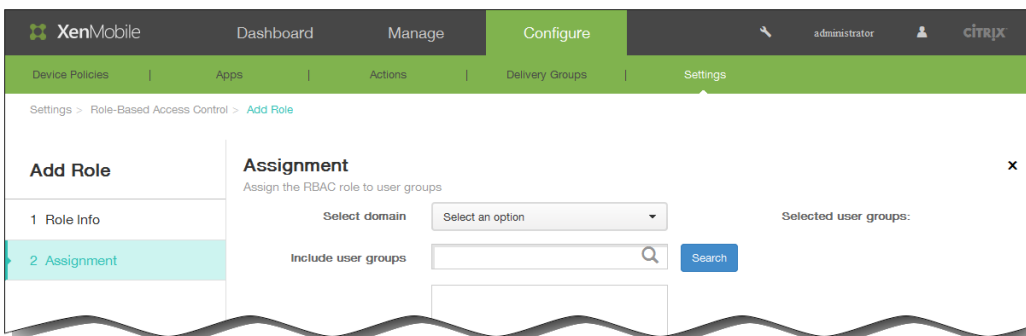 XenMobile Dashboard Manage Configure administrator CİTRIX
Device Policies | Apps | Actions | Delivery Groups | Settings
Settings > Role-Based Access Control > Add Role
Add Role
1 Role Info
2 Assignment
Assignment
Assign the RBAC role to user groups
Select domain Select an option Selected user groups:
Include user groups Search